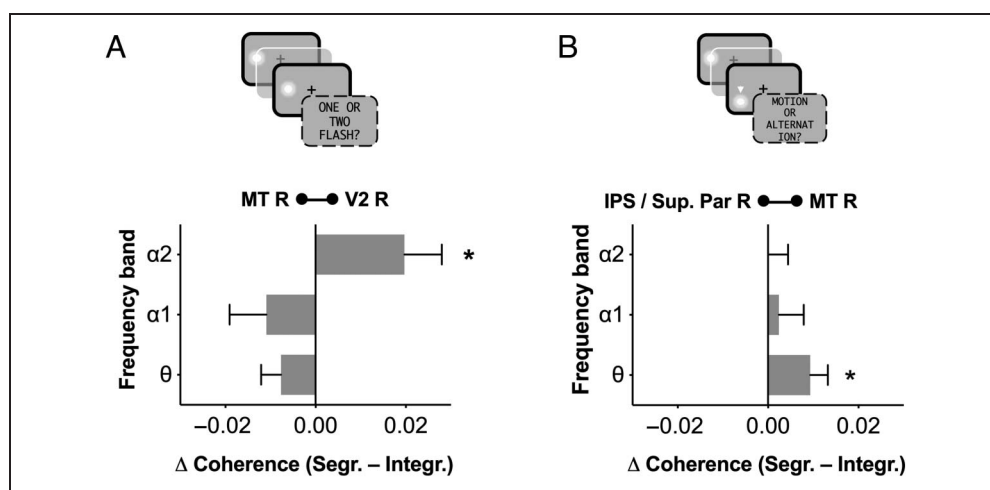 A
ONE OR
TWO
FLASH?
MT R V2 R
Frequency band
α2
*
α1
θ
−0.02 0.00 0.02
Δ Coherence (Segr. – Integr.)
B
MOTION
OR
ALTERNAT
ION?
IPS / Sup. Par R MT R
Frequency band
α2
α1
θ
*
−0.02 0.00 0.02
Δ Coherence (Segr. – Integr.)